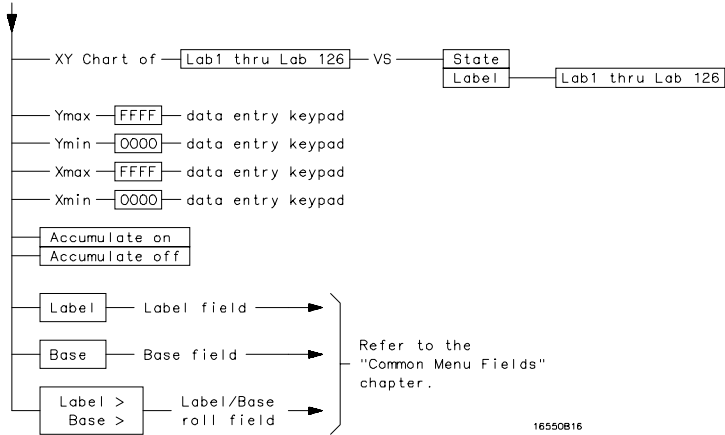 XY Chart of Lab1 thru Lab 126 VS State
Label Lab1 thru Lab 126
Ymax FFFF data entry keypad
Ymin 0000 data entry keypad
Xmax FFFF data entry keypad
Xmin 0000 data entry keypad
Accumulate on
Accumulate off
Label Label field
Base Base field
Label > Label/Base
Base > roll field
Refer to the
"Common Menu Fields"
chapter.
16550B16